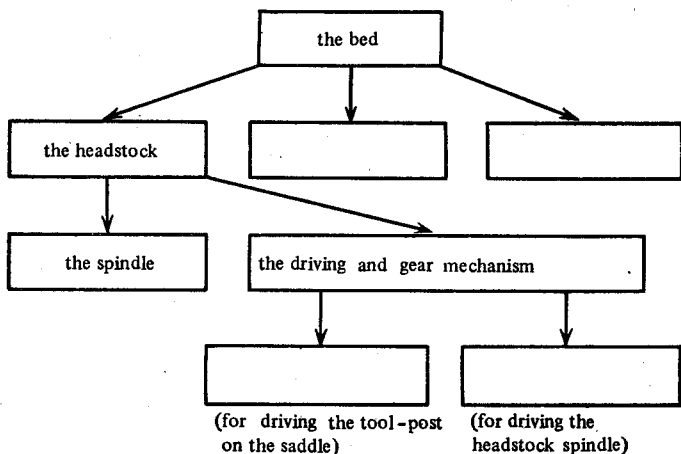 the bed
the headstock
the spindle
the driving and gear mechanism
(for driving the tool-post
on the saddle)
(for driving the
headstock spindle)